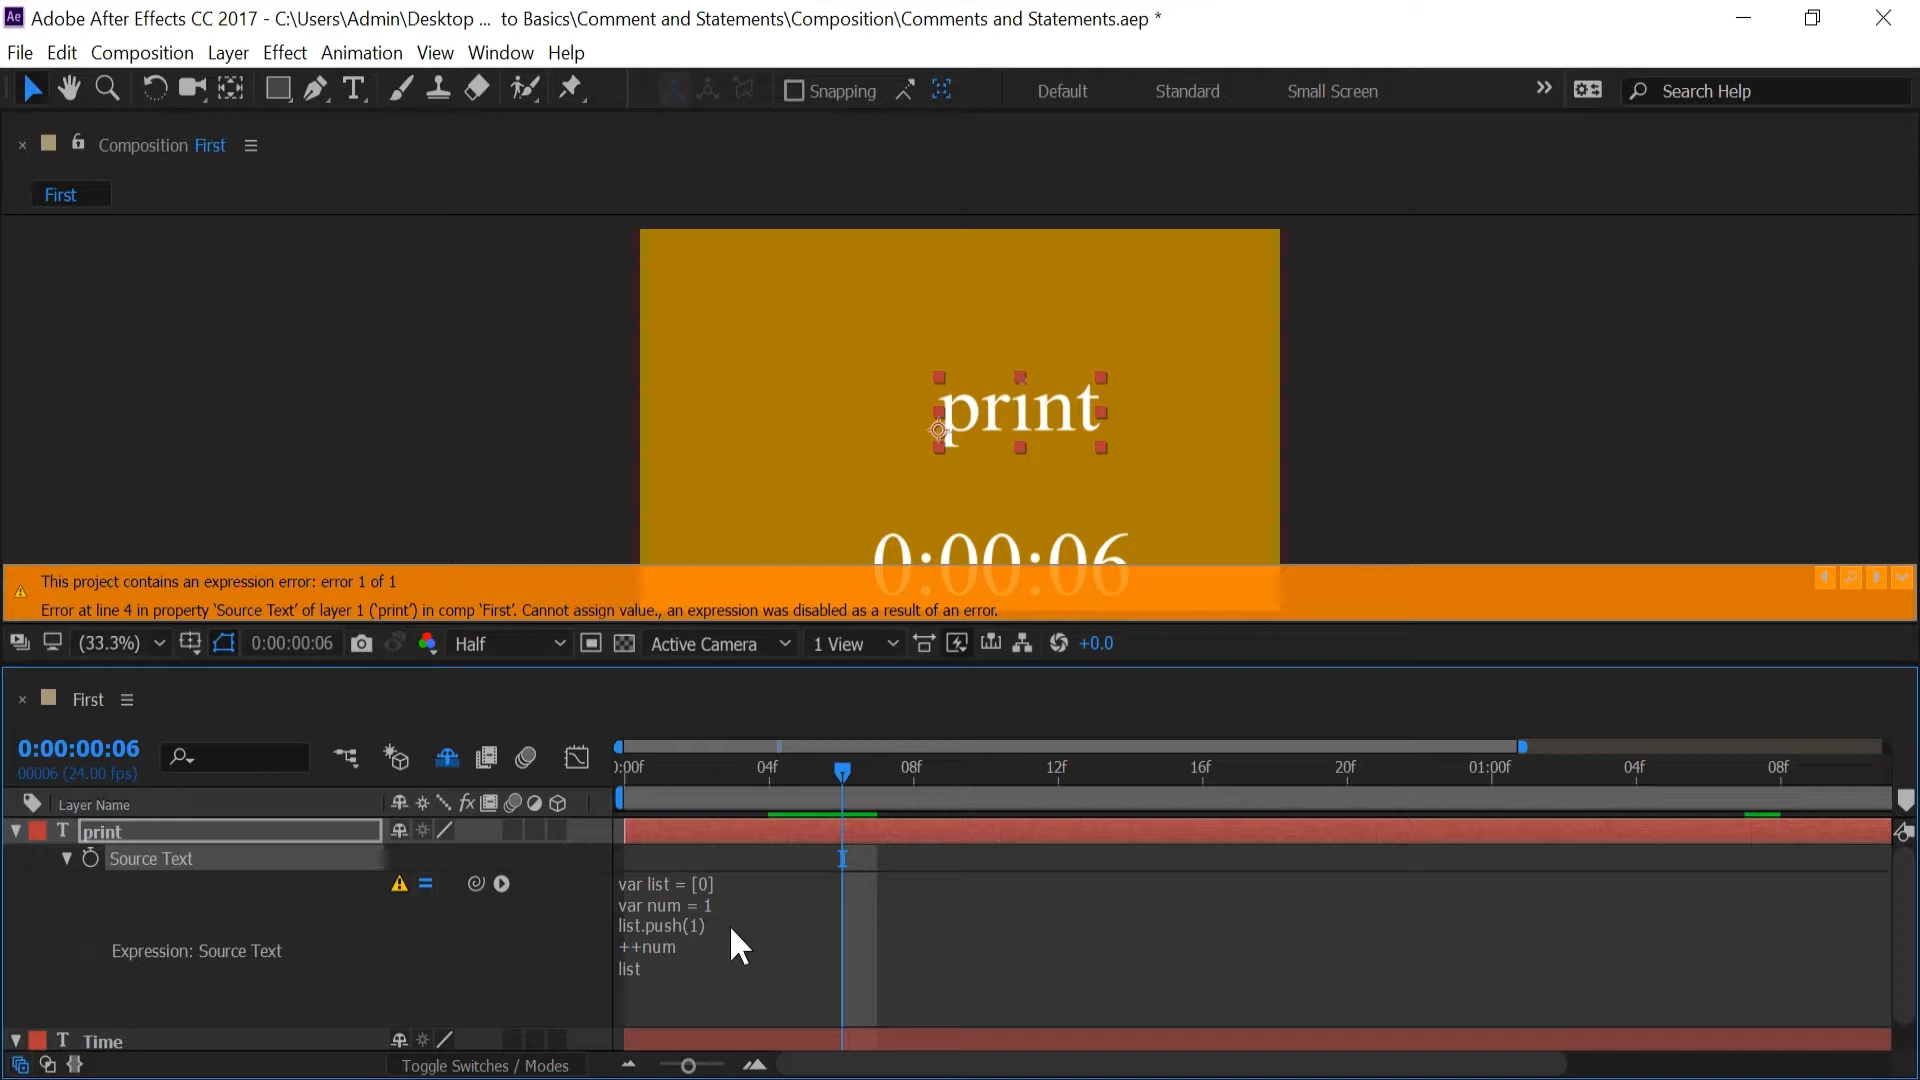 Adobe After Effects CC 2017 - C:\Users\Admin\Desktop ... to Basics\Comment and Statements\Composition\Comments and Statements.aep *
File Edit Composition Layer Effect Animation View Window Help
Snapping Default Standard Small Screen Search Help
Composition First
First
print
0:00:06
This project contains an expression error: error 1 of 1
Error at line 4 in property 'Source Text' of layer 1 ('print') in comp 'First'. Cannot assign value., an expression was disabled as a result of an error.
(33.3%) 0:00:00:06 Half Active Camera 1 View +0.0
First
0:00:00:06
00006 (24.00 fps)
):00f 04f 08f 12f 16f 20f 01:00f 04f 08f
Layer Name
print
Source Text
var list = [0]
var num = 1
list.push(1)
++num
Expression: Source Text
list
Time
Toggle Switches / Modes